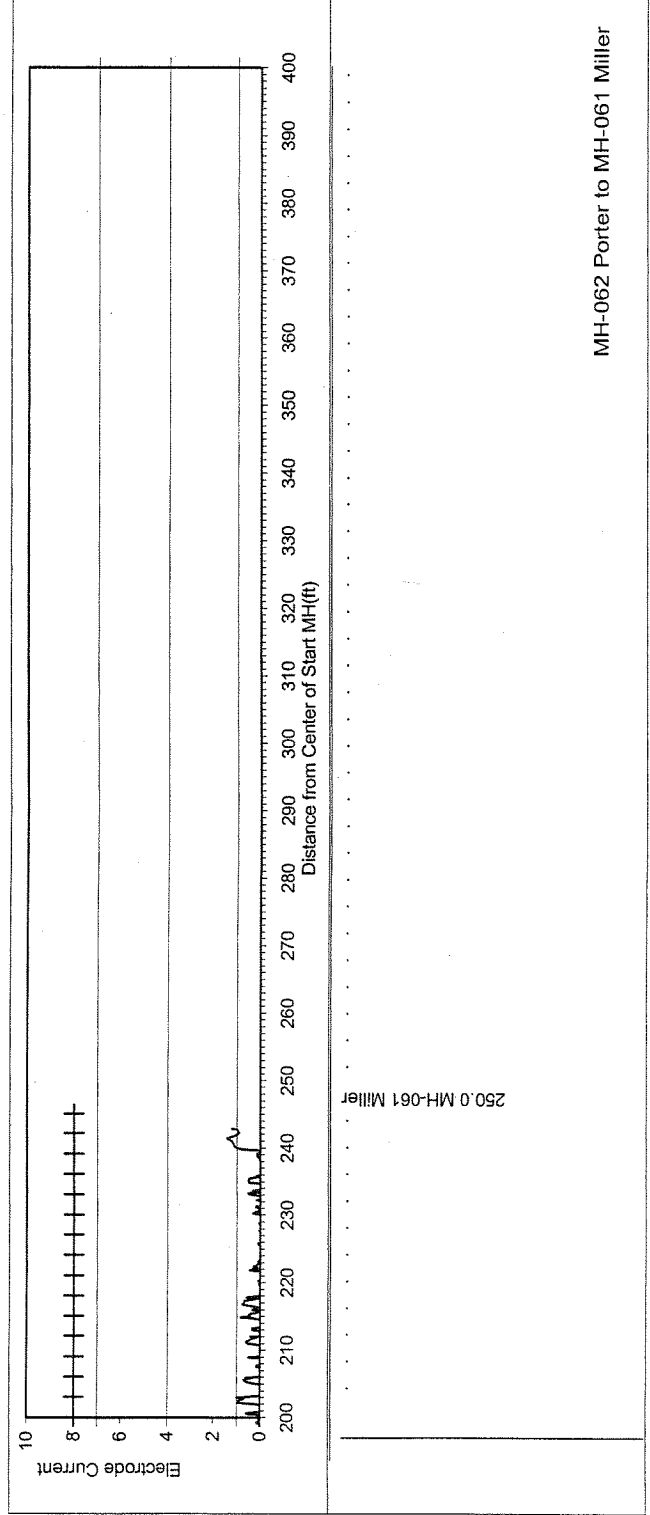 Electrode Current
10
8
6
4
2
0
200 210 220 230 240 250 260 270 280 290 300 310 320 330 340 350 360 370 380 390 400
Distance from Center of Start MH(ft)
250.0 MH-061 Miller
MH-062 Porter to MH-061 Miller